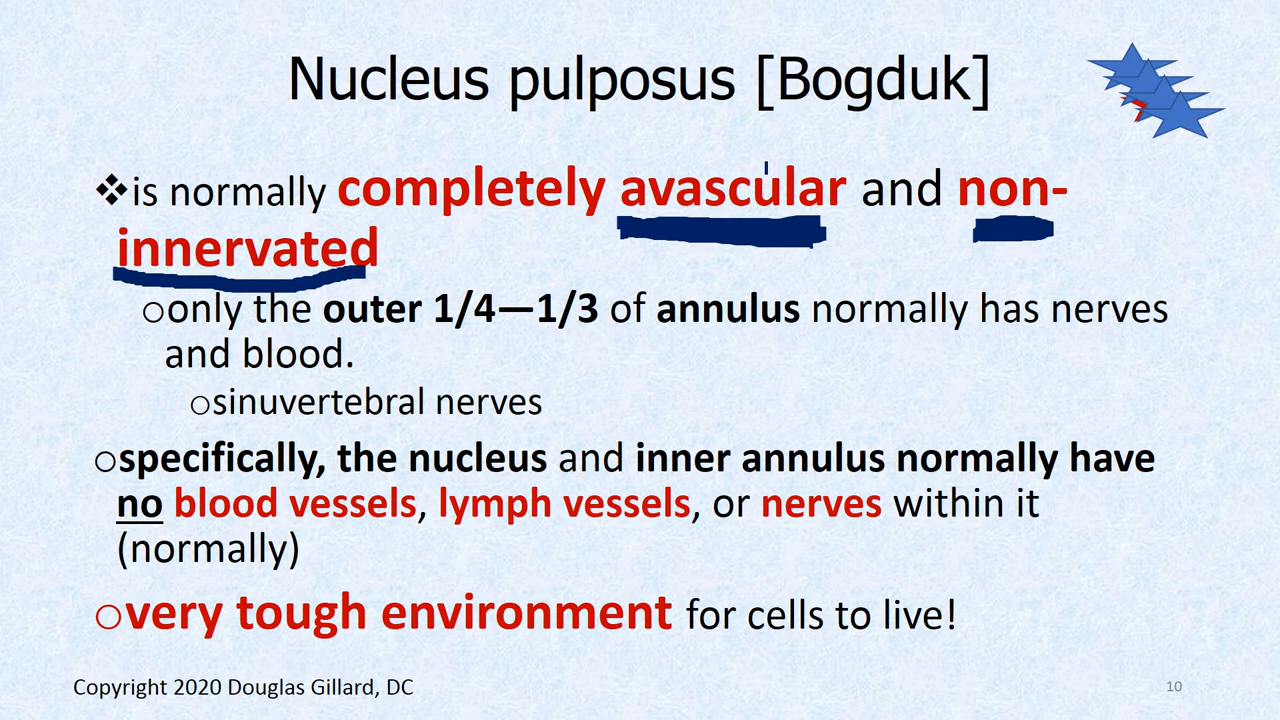 Nucleus pulposus [Bogduk]
❖is normally completely avascular and non-
innervated
○only the outer 1/4—1/3 of annulus normally has nerves
and blood.
○sinuvertebral nerves
○specifically, the nucleus and inner annulus normally have
no blood vessels, lymph vessels, or nerves within it
(normally)
○very tough environment for cells to live!
Copyright 2020 Douglas Gillard, DC
10